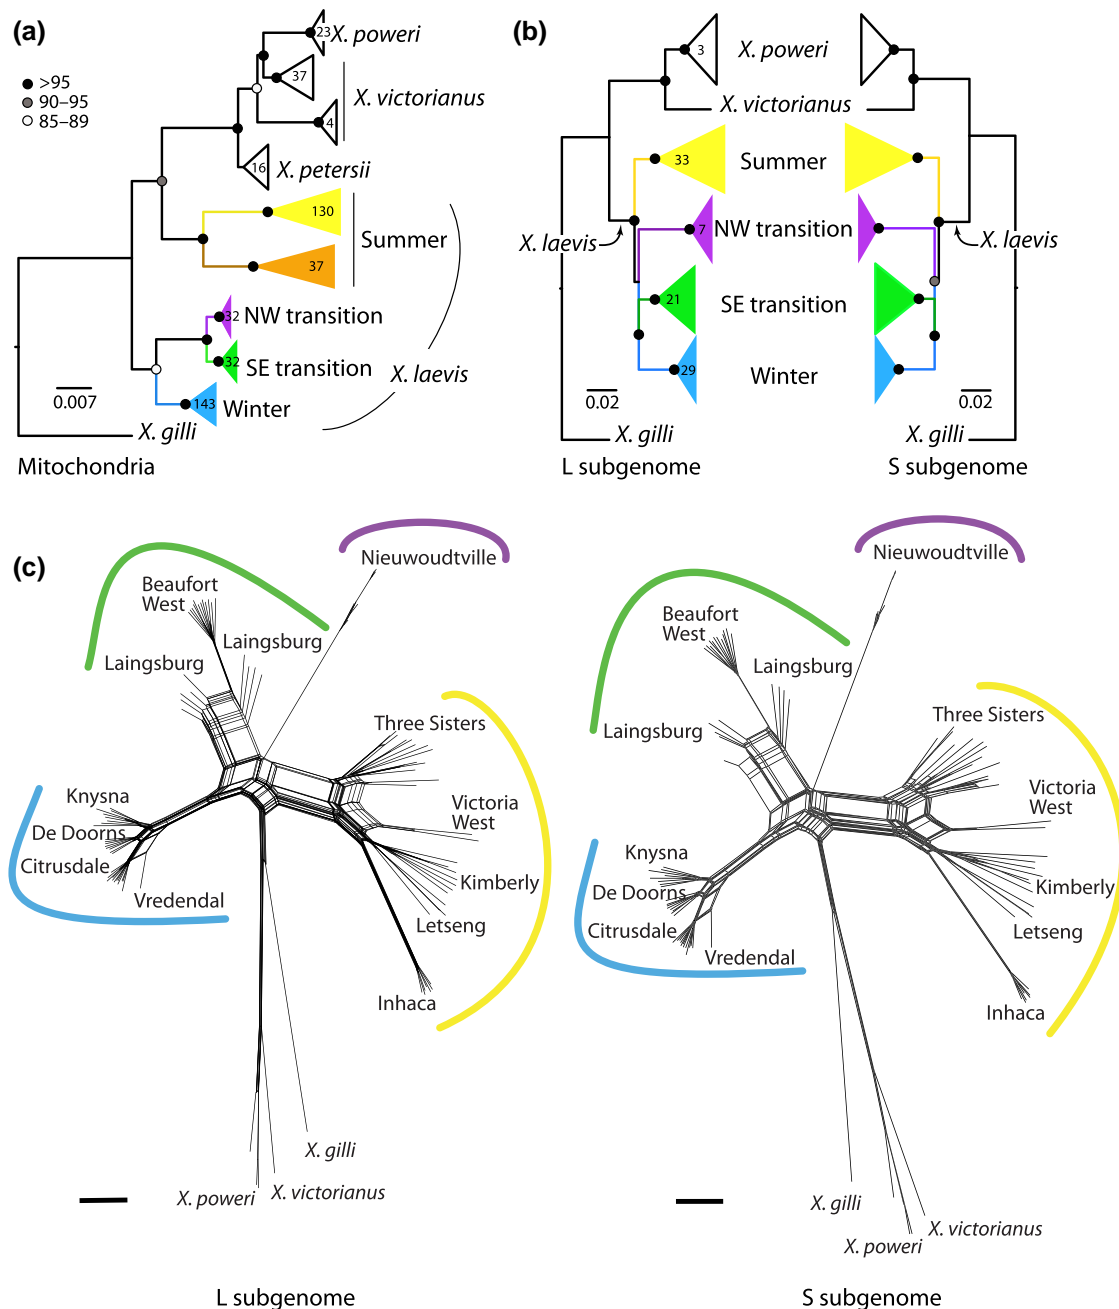 (a)
>95
90–95
85–89
23
X. poweri
37
X. victorianus
4
16
X. petersii
130
Summer
37
32
NW transition
32
SE transition
X. laevis
143
Winter
0.007
X. gilli
Mitochondria
(b)
3
X. poweri
X. victorianus
33
Summer
7
NW transition
X. laevis
X. laevis
21
SE transition
29
Winter
0.02
0.02
X. gilli
X. gilli
L subgenome
S subgenome
(c)
Nieuwoudtville
Beaufort
West
Laingsburg
Laingsburg
Three Sisters
Victoria
West
Knysna
De Doorns
Citrusdale
Vredendal
Kimberly
Letseng
Inhaca
X. gilli
X. poweri
X. victorianus
L subgenome
Nieuwoudtville
Beaufort
West
Laingsburg
Laingsburg
Three Sisters
Victoria
West
Knysna
De Doorns
Citrusdale
Vredendal
Kimberly
Letseng
Inhaca
X. gilli
X. victorianus
X. poweri
S subgenome